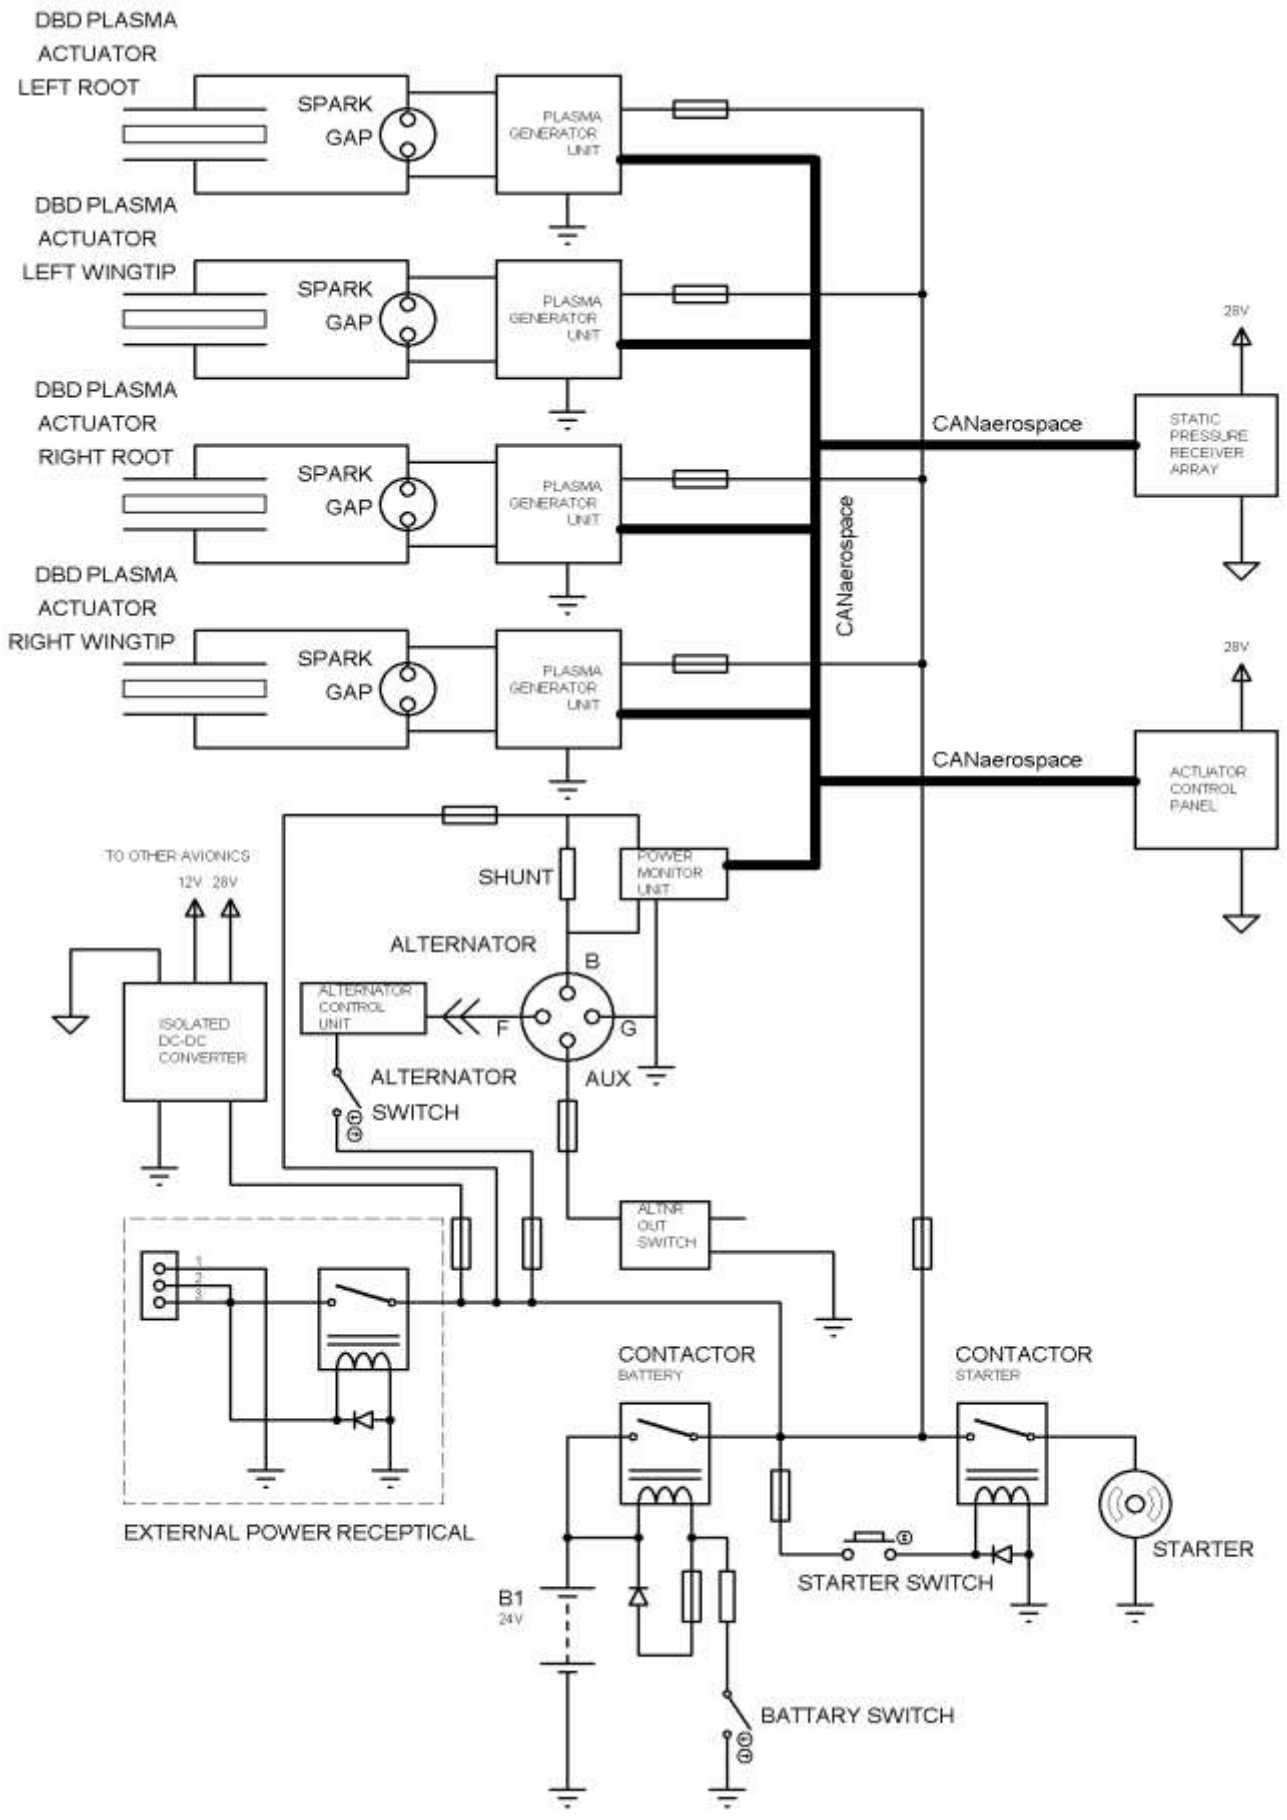 DBD PLASMA
ACTUATOR
LEFT ROOT
SPARK
GAP
PLASMA
GENERATOR
UNIT
DBD PLASMA
ACTUATOR
LEFT WINGTIP
SPARK
GAP
PLASMA
GENERATOR
UNIT
28V
DBD PLASMA
ACTUATOR
RIGHT ROOT
SPARK
GAP
PLASMA
GENERATOR
UNIT
CANaerospace
STATIC
PRESSURE
RECEIVER
ARRAY
CANaerospace
DBD PLASMA
ACTUATOR
RIGHT WINGTIP
SPARK
GAP
PLASMA
GENERATOR
UNIT
28V
CANaerospace
ACTUATOR
CONTROL
PANEL
TO OTHER AVIONICS
12V 28V
SHUNT
POWER
MONITOR
UNIT
ALTERNATOR
B
F
G
AUX
ALTERNATOR
CONTROL
UNIT
ISOLATED
DC-DC
CONVERTER
ALTERNATOR
SWITCH
ALTNR
OUT
SWITCH
1
2
3
EXTERNAL POWER RECEPTICAL
CONTACTOR
BATTERY
CONTACTOR
STARTER
STARTER SWITCH
STARTER
B1
24V
BATTARY SWITCH